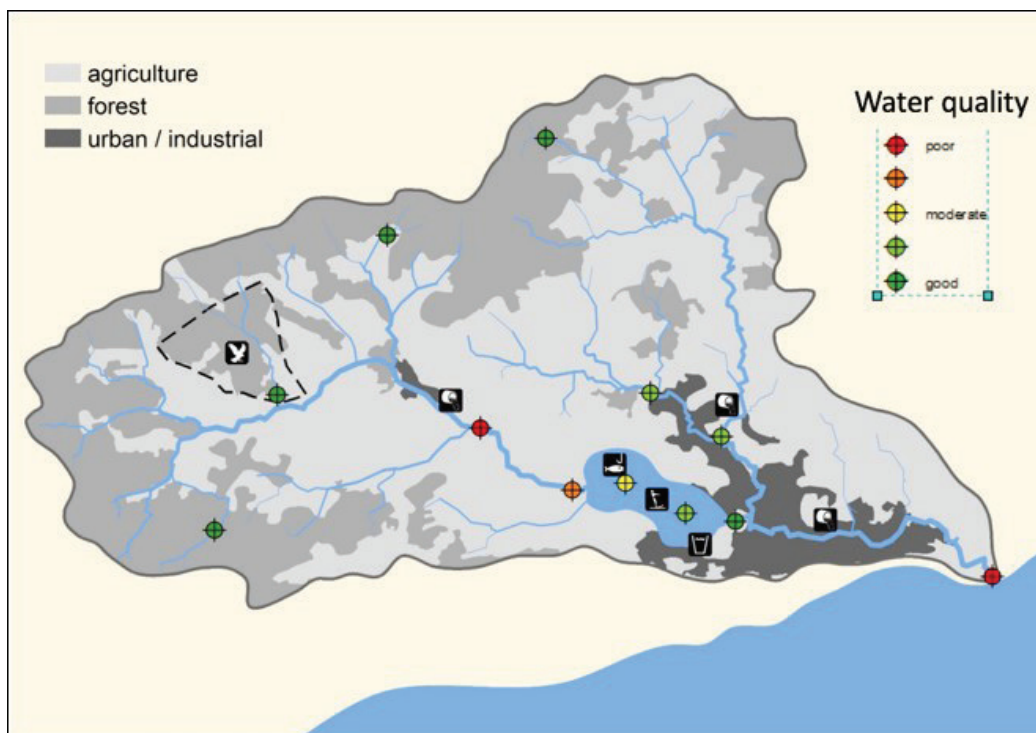 agriculture
forest
urban / industrial
Water quality
poor
moderate
good